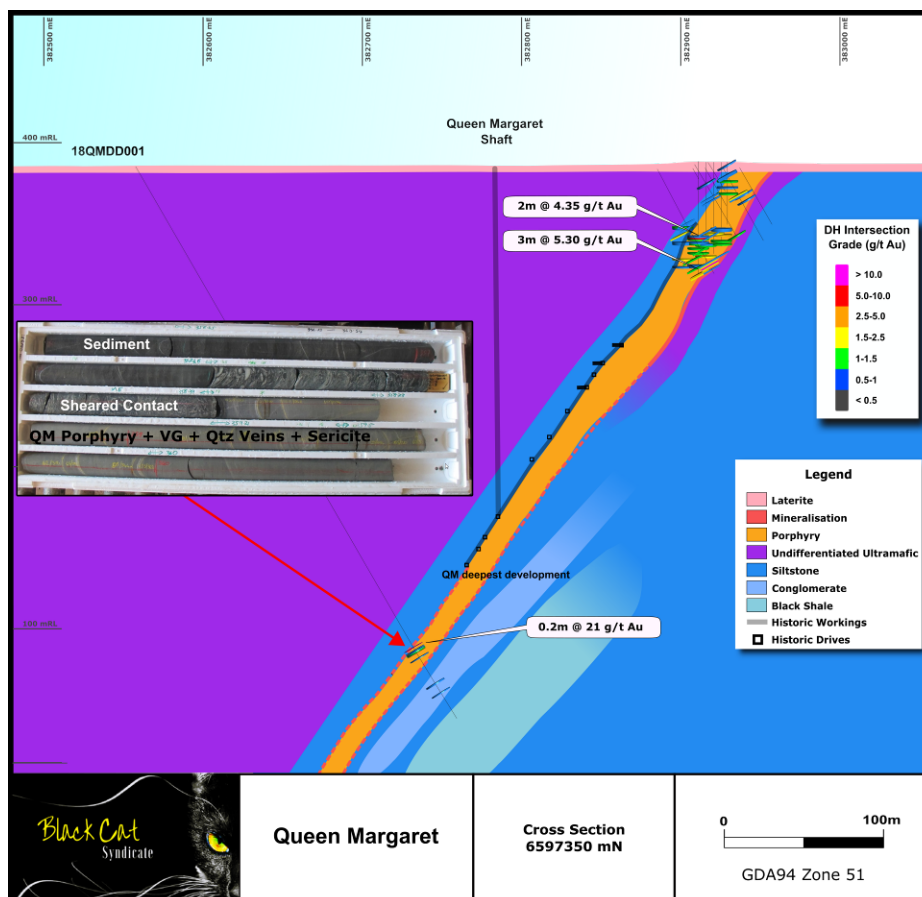 382500 mE
382600 mE
382700 mE
382800 mE
382900 mE
383000 mE
400 mRL
18QMDD001
Queen Margaret
Shaft
2m @ 4.35 g/t Au
3m @ 5.30 g/t Au
DH Intersection
Grade (g/t Au)
> 10.0
5.0-10.0
2.5-5.0
1.5-2.5
1-1.5
0.5-1
< 0.5
300 mRL
Sediment
Sheared Contact
QM Porphyry + VG + Qtz Veins + Sericite
Legend
Laterite
Mineralisation
Porphyry
Undifferentiated Ultramafic
Siltstone
Conglomerate
Black Shale
Historic Workings
Historic Drives
QM deepest development
100 mRL
0.2m @ 21 g/t Au
Black Cat
Syndicate
Queen Margaret
Cross Section
6597350 mN
0
100m
GDA94 Zone 51